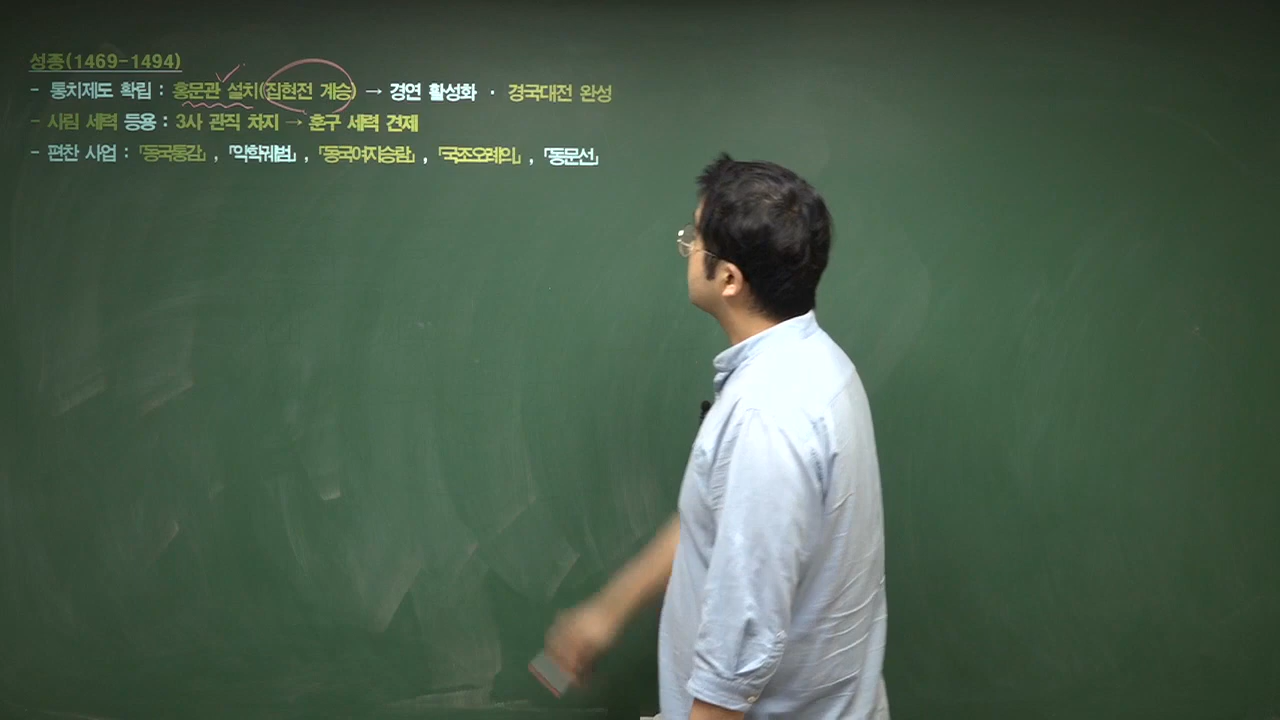 성종(1469-1494)
- 통치제도 확립 : 홍문관 설치(집현전 계승) → 경연 활성화 · 경국대전 완성
- 사림 세력 등용 : 3사 관직 차지 → 훈구 세력 견제
- 편찬 사업 : 「동국통감」, 「악학궤범」, 「동국여지승람」, 「국조오례의」, 「동문선」